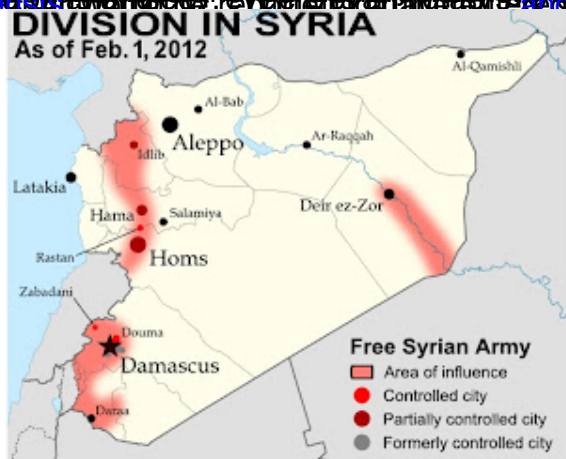 DIVISION IN SYRIA
As of Feb. 1, 2012
Al-Qamishli
Al-Bab
Aleppo
Ar-Raqqah
Idlib
Latakia
Deir ez-Zor
Hama
Salamiya
Rastan
Homs
Zabadani
Douma
Damascus
Daraa
Free Syrian Army
Area of influence
Controlled city
Partially controlled city
Formerly controlled city